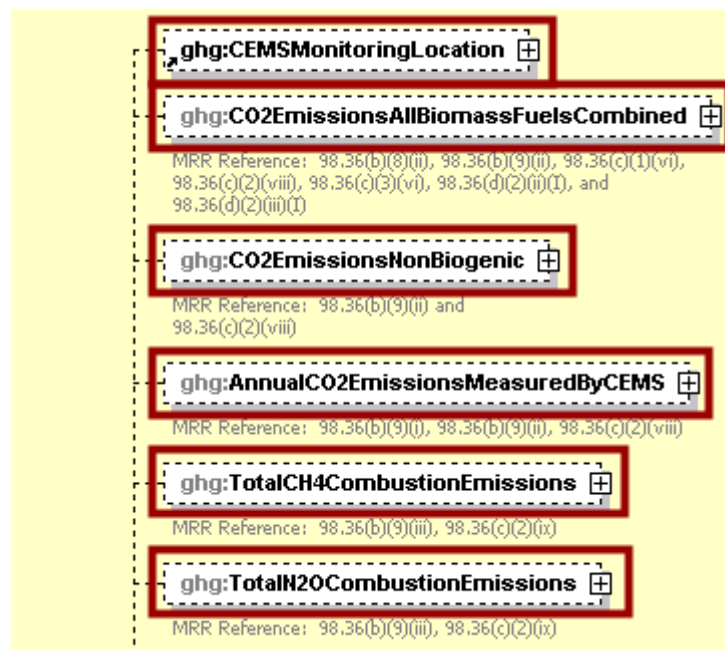 ghg:CEMSMonitoringLocation
ghg:CO2EmissionsAllBiomassFuelsCombined
MRR Reference: 98.36(b)(8)(ii), 98.36(b)(9)(ii), 98.36(c)(1)(vi),
98.36(c)(2)(viii), 98.36(c)(3)(vi), 98.36(d)(2)(ii)(I), and
98.36(d)(2)(iii)(I)
ghg:CO2EmissionsNonBiogenic
MRR Reference: 98.36(b)(9)(ii) and
98.36(c)(2)(viii)
ghg:AnnualCO2EmissionsMeasuredByCEMS
MRR Reference: 98.36(b)(9)(i), 98.36(b)(9)(ii), 98.36(c)(2)(viii)
ghg:TotalCH4CombustionEmissions
MRR Reference: 98.36(b)(9)(iii), 98.36(c)(2)(ix)
ghg:TotalN2OCombustionEmissions
MRR Reference: 98.36(b)(9)(iii), 98.36(c)(2)(ix)